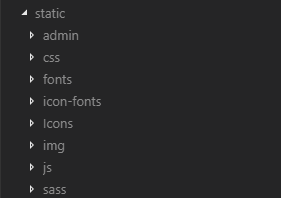 static
admin
css
fonts
icon-fonts
Icons
img
js
sass